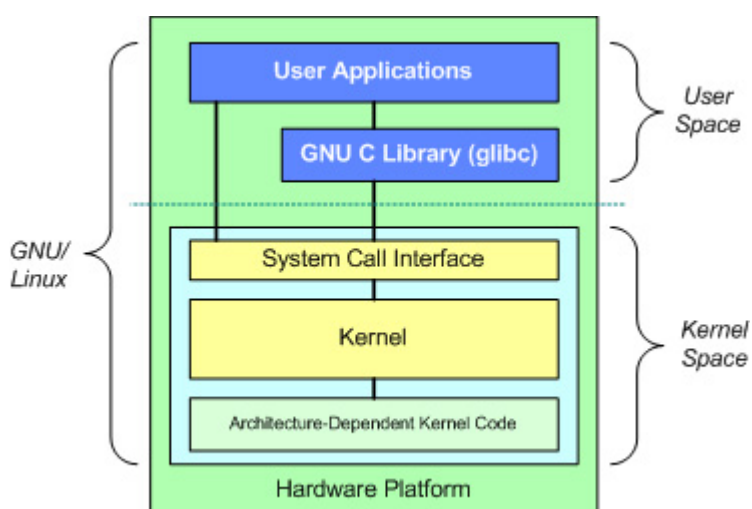 User Applications
GNU C Library (glibc)
User
Space
GNU/
Linux
System Call Interface
Kernel
Architecture-Dependent Kernel Code
Kernel
Space
Hardware Platform